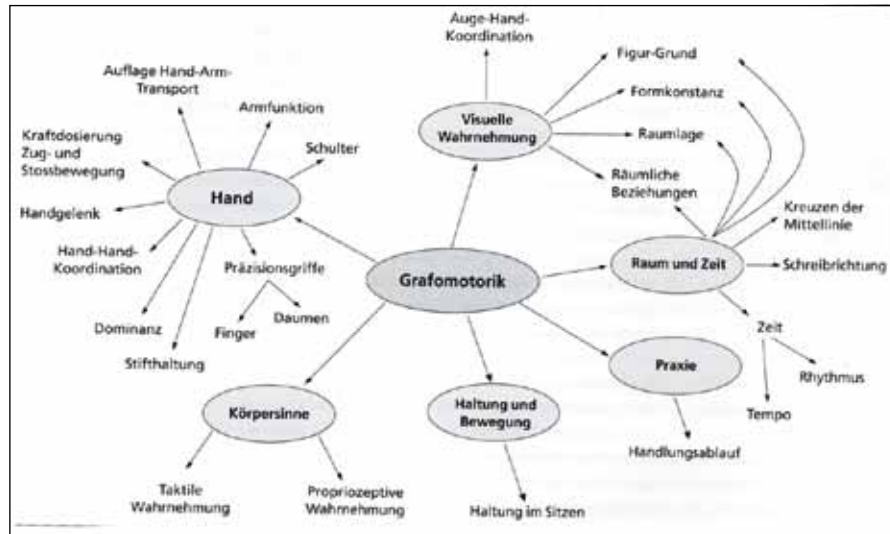 Auge-Hand-
Koordination
Figur-Grund
Auflage Hand-Arm-
Transport
Formkonstanz
Armfunktion
Visuelle
Wahrnehmung
Raumlage
Kraftdosierung
Zug- und
Stossbewegung
Schulter
Räumliche
Beziehungen
Hand
Kreuzen der
Mittellinie
Handgelenk
Hand-Hand-
Koordination
Präzisionsgriffe
Grafomotorik
Raum und Zeit
Schreibrichtung
Dominanz
Finger
Daumen
Zeit
Stifthaltung
Praxie
Rhythmus
Körpersinne
Haltung und
Bewegung
Tempo
Handlungsablauf
Taktile
Wahrnehmung
Propriozeptive
Wahrnehmung
Haltung im Sitzen